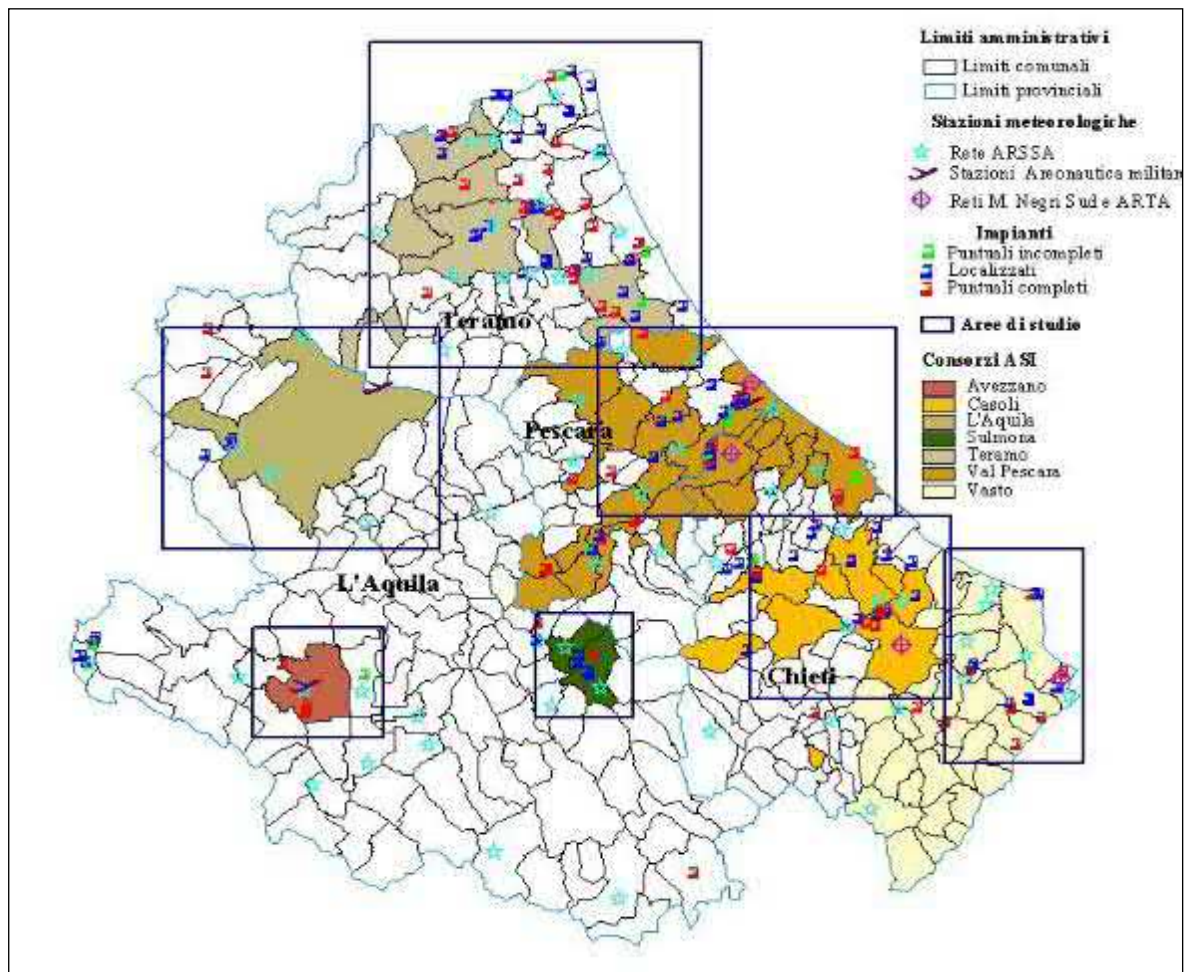 Limiti amministrativi
Limiti comunali
Limiti provinciali
Stazioni meteorologiche
Rete ARSSA
Stazioni Areonautica militar
Reti M. Negri Sud e ARTA
Impianti
Puntuali incompleti
Localizzati
Puntuali completi
Aree di studio
Consorzi ASI
Avezzano
Casoli
L'Aquila
Sulmona
Teramo
Val Pescara
Vasto
Teramo
Pescara
L'Aquila
Chieti